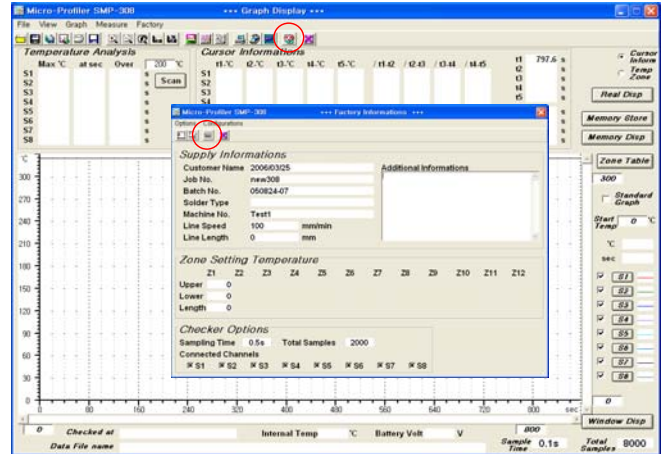 Micro-Profiler SMP-308 ••• Graph Display •••
File View Graph Measure Factory
Temperature Analysis
Max ℃ at sec Over 200 ℃
S1 s Scan
S2 s
S3 s
S4 s
S5 s
S6 s
S7 s
S8 s
Cursor Informations
t1-℃ t2-℃ t3-℃ t4-℃ t5-℃ / t1-t2 / t2-t3 / t3-t4 / t4-t5
S1
S2
S3
S4
t1 797.6 s
t2 s
t3 s
t4 s
t5 s
Cursor Inform
Temp Zone
Real Disp
Memory Store
Memory Disp
Zone Table
300
Standard Graph
Start Temp 0 ℃
℃
sec
S1
S2
S3
S4
S5
S6
S7
S8
0
Window Disp
Micro-Profiler SMP-308 ••• Factory Informations •••
Options Configurations
Supply Informations
Customer Name 2006/03/25 Additional Informations
Job No. new308
Batch No. 050824-07
Solder Type
Machine No. Test1
Line Speed 100 mm/min
Line Length 0 mm
Zone Setting Temperature
Z1 Z2 Z3 Z4 Z5 Z6 Z7 Z8 Z9 Z10 Z11 Z12
Upper 0
Lower 0
Length 0
Checker Options
Sampling Time 0.5s Total Samples 2000
Connected Channels
S1 S2 S3 S4 S5 S6 S7 S8
℃
300
270
240
210
180
150
120
90
60
30
0
0 80 160 240 320 400 480 560 640 720 800 sec
0 Checked at Internal Temp ℃ Battery Volt V 800
Data File name Sample Time 0.1s Total Samples 8000